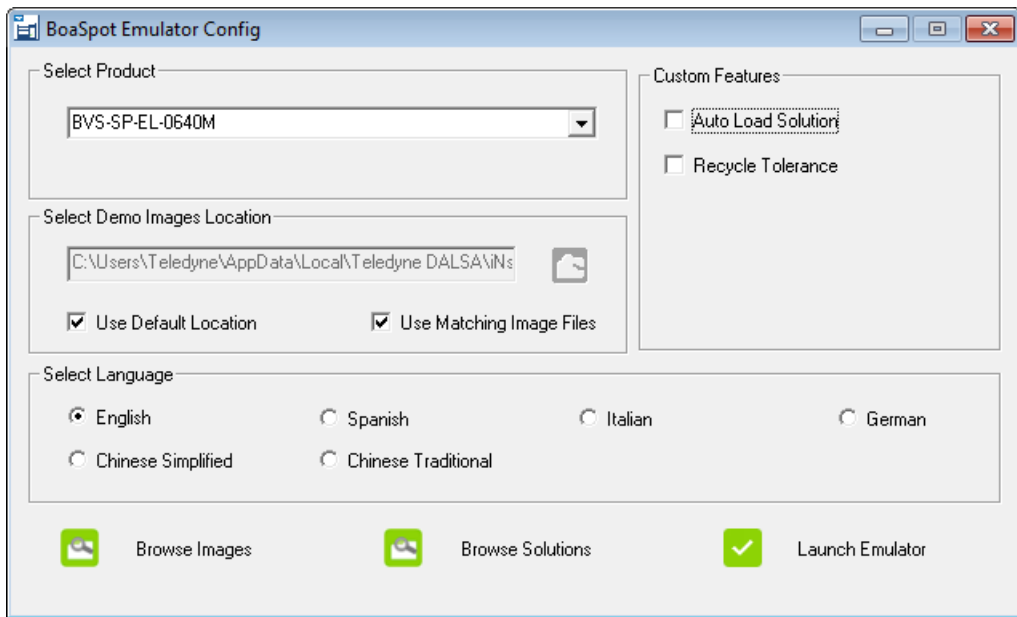 BoaSpot Emulator Config
Select Product
BVS-SP-EL-0640M
Custom Features
Auto Load Solution
Recycle Tolerance
Select Demo Images Location
C:\Users\Teledyne\AppData\Local\Teledyne DALSA\iNs
Use Default Location
Use Matching Image Files
Select Language
English
Spanish
Italian
German
Chinese Simplified
Chinese Traditional
Browse Images
Browse Solutions
Launch Emulator